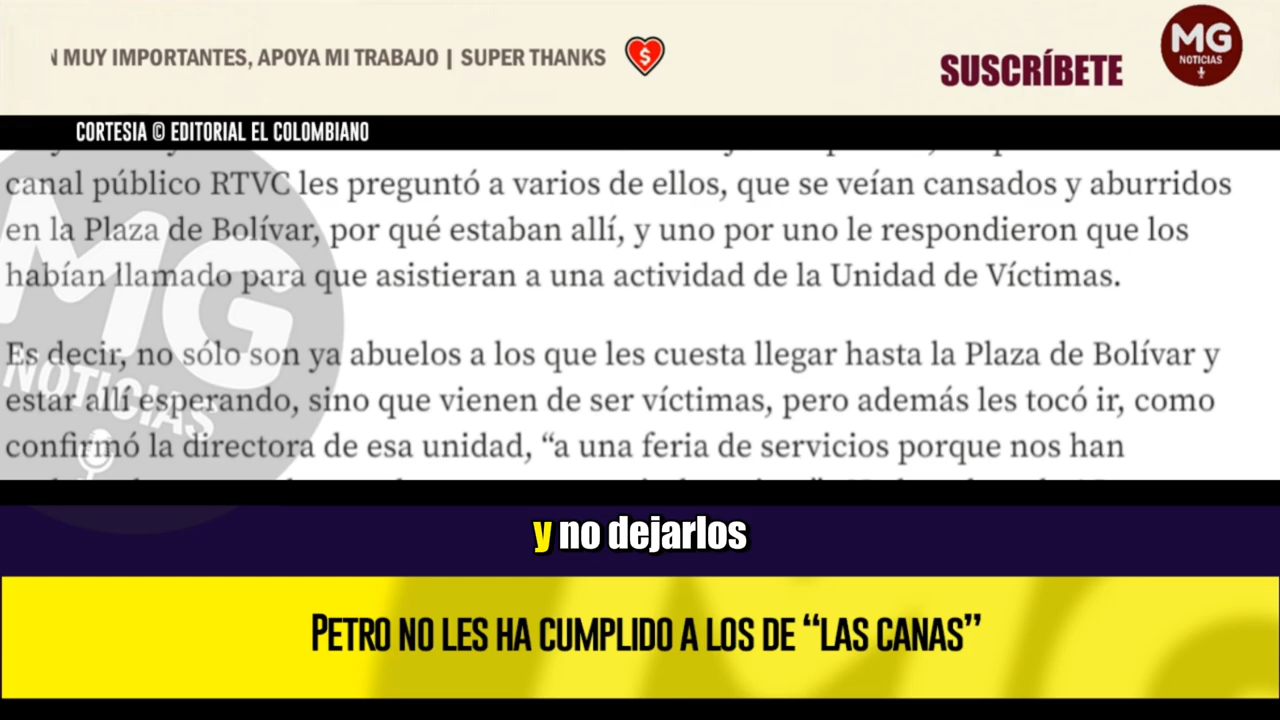 MUY IMPORTANTES, APOYA MI TRABAJO | SUPER THANKS
SUSCRÍBETE
MG
NOTICIAS
CORTESIA © EDITORIAL EL COLOMBIANO
canal público RTVC les preguntó a varios de ellos, que se veían cansados y aburridos
en la Plaza de Bolívar, por qué estaban allí, y uno por uno le respondieron que los
habían llamado para que asistieran a una actividad de la Unidad de Víctimas.
Es decir, no sólo son ya abuelos a los que les cuesta llegar hasta la Plaza de Bolívar y
estar allí esperando, sino que vienen de ser víctimas, pero además les tocó ir, como
confirmó la directora de esa unidad, “a una feria de servicios porque nos han
MG
NOTICIAS
y no dejarlos
PETRO NO LES HA CUMPLIDO A LOS DE “LAS CANAS”